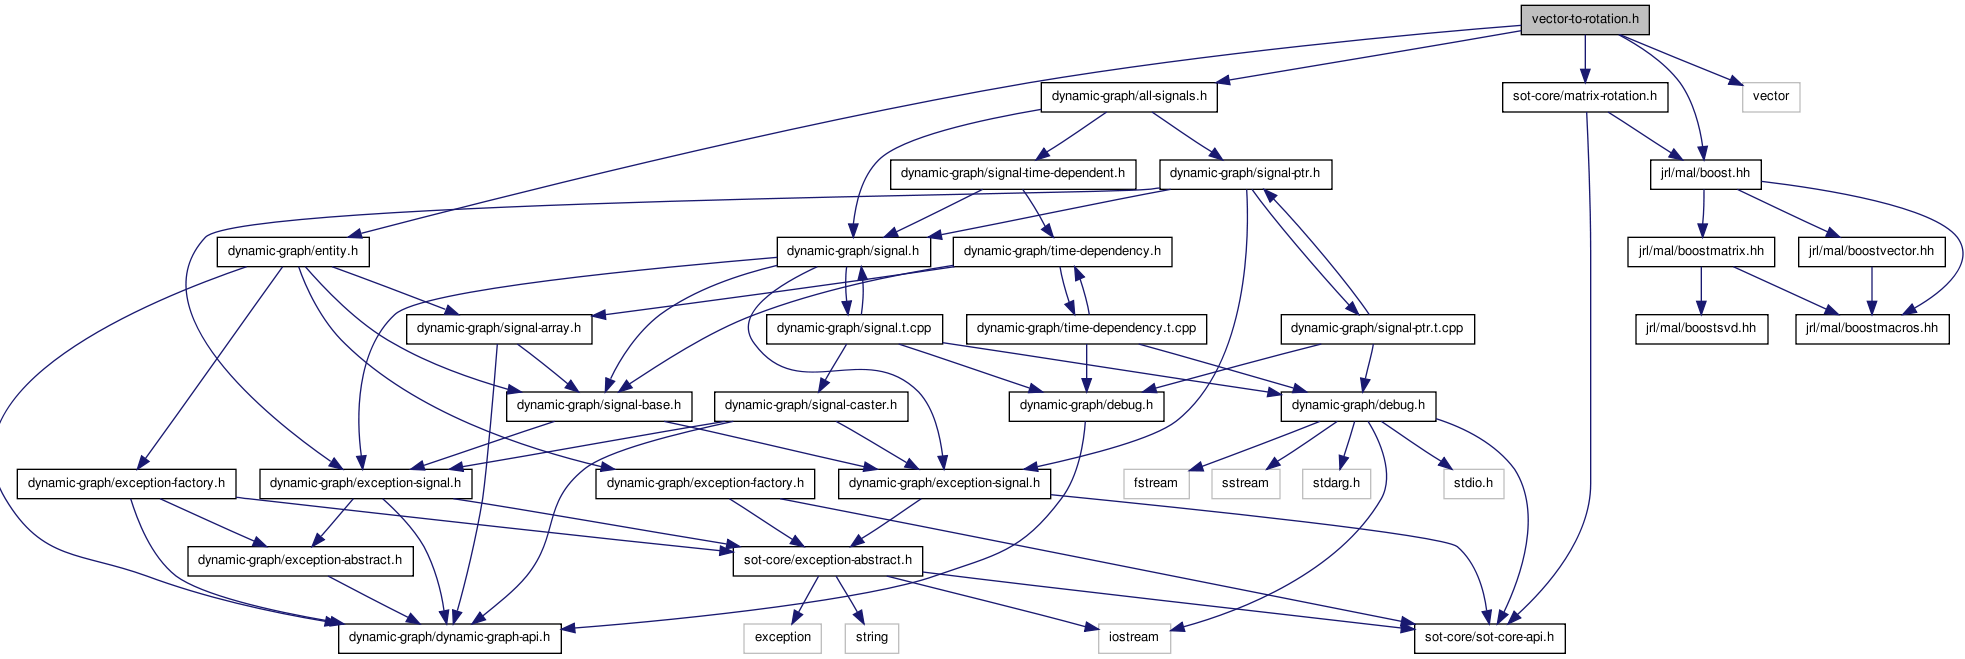 vector-to-rotation.h
dynamic-graph/all-signals.h
sot-core/matrix-rotation.h
vector
dynamic-graph/signal-time-dependent.h
dynamic-graph/signal-ptr.h
jrl/mal/boost.hh
dynamic-graph/entity.h
dynamic-graph/signal.h
dynamic-graph/time-dependency.h
jrl/mal/boostmatrix.hh
jrl/mal/boostvector.hh
dynamic-graph/signal-array.h
dynamic-graph/signal.t.cpp
dynamic-graph/time-dependency.t.cpp
dynamic-graph/signal-ptr.t.cpp
jrl/mal/boostsvd.hh
jrl/mal/boostmacros.hh
dynamic-graph/signal-base.h
dynamic-graph/signal-caster.h
dynamic-graph/debug.h
dynamic-graph/debug.h
dynamic-graph/exception-factory.h
dynamic-graph/exception-signal.h
dynamic-graph/exception-factory.h
dynamic-graph/exception-signal.h
fstream
sstream
stdarg.h
stdio.h
dynamic-graph/exception-abstract.h
sot-core/exception-abstract.h
dynamic-graph/dynamic-graph-api.h
exception
string
iostream
sot-core/sot-core-api.h